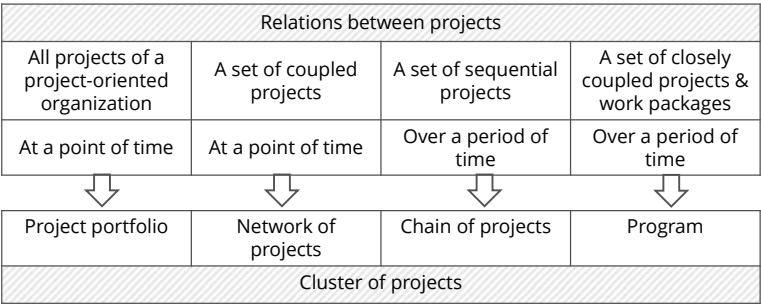 Relations between projects
All projects of a
project-oriented
organization
A set of coupled
projects
A set of sequential
projects
A set of closely
coupled projects &
work packages
At a point of time
At a point of time
Over a period of
time
Over a period of
time
Project portfolio
Network of
projects
Chain of projects
Program
Cluster of projects